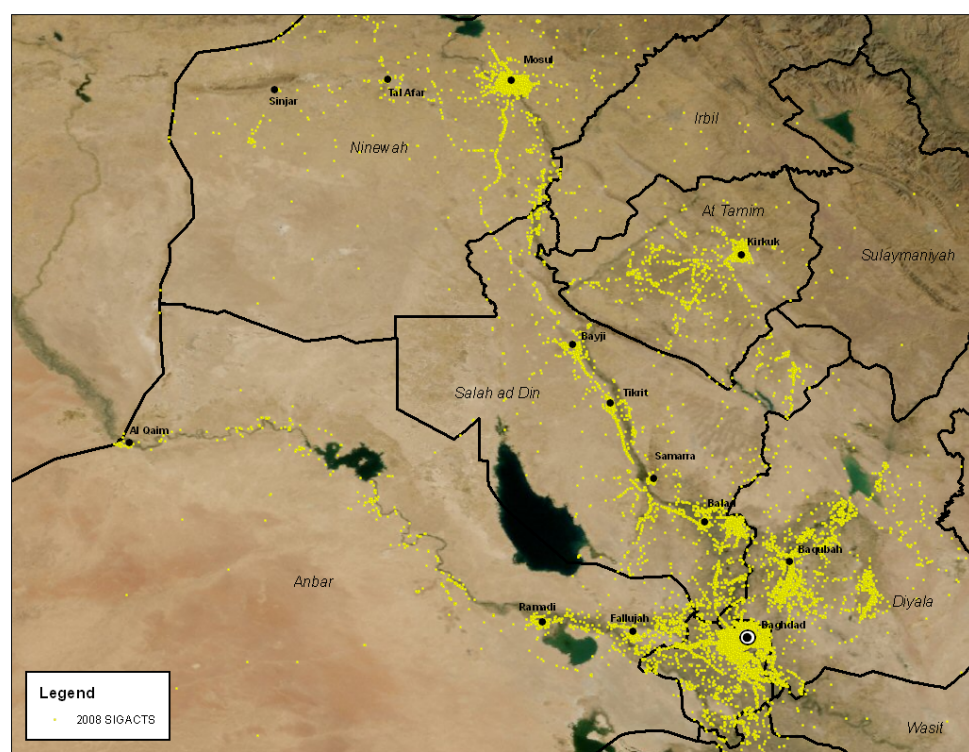 Mosul
Tal Afar
Sinjar
Irbil
Ninewah
At Tamim
Kirkuk
Sulaymaniyah
Bayji
Salah ad Din
Tikrit
Al Qaim
Samarra
Balad
Baqubah
Anbar
Diyala
Ramadi
Fallujah
Baghdad
Legend
2008 SIGACTS
Wasit